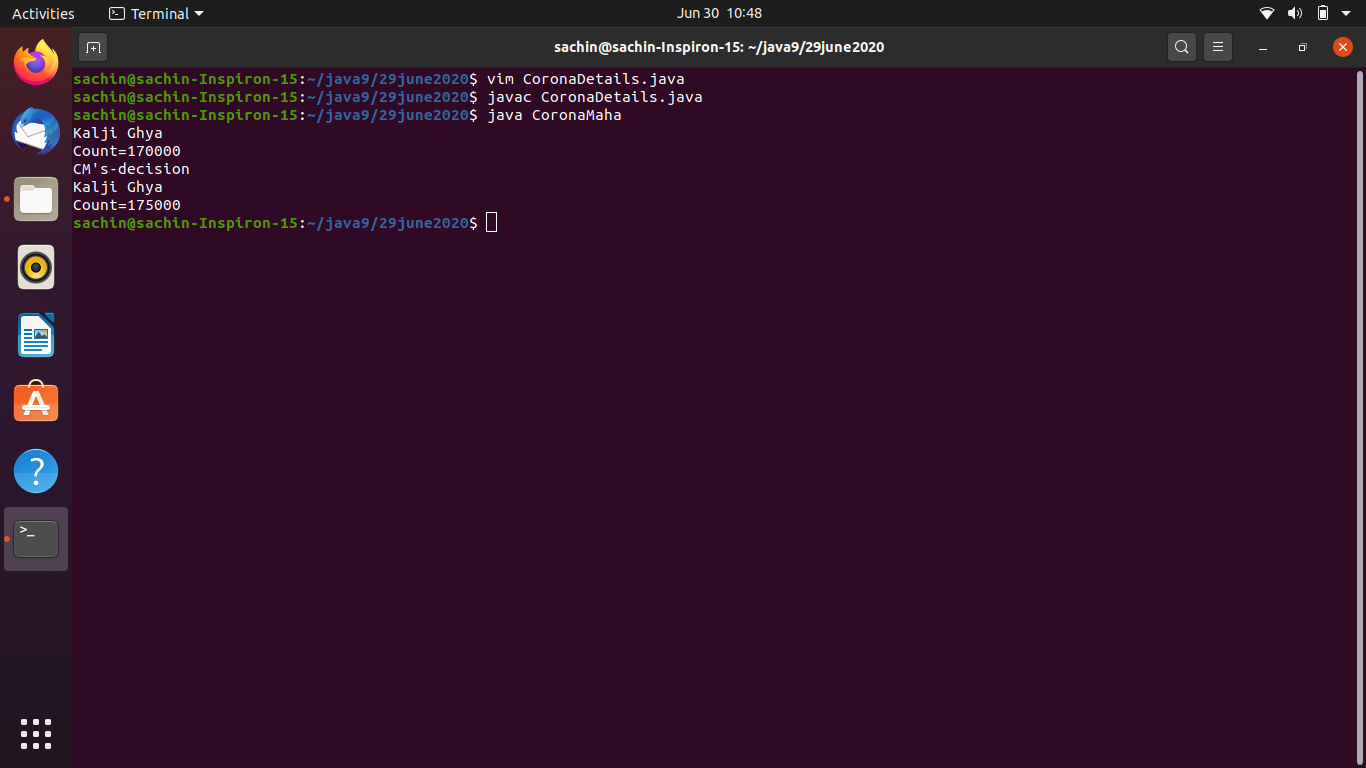 Activities
Terminal
Jun 30 10:48
sachin@sachin-Inspiron-15: ~/java9/29june2020
sachin@sachin-Inspiron-15:~/java9/29june2020$ vim CoronaDetails.java
sachin@sachin-Inspiron-15:~/java9/29june2020$ javac CoronaDetails.java
sachin@sachin-Inspiron-15:~/java9/29june2020$ java CoronaMaha
Kalji Ghya
Count=170000
CM's-decision
Kalji Ghya
Count=175000
sachin@sachin-Inspiron-15:~/java9/29june2020$